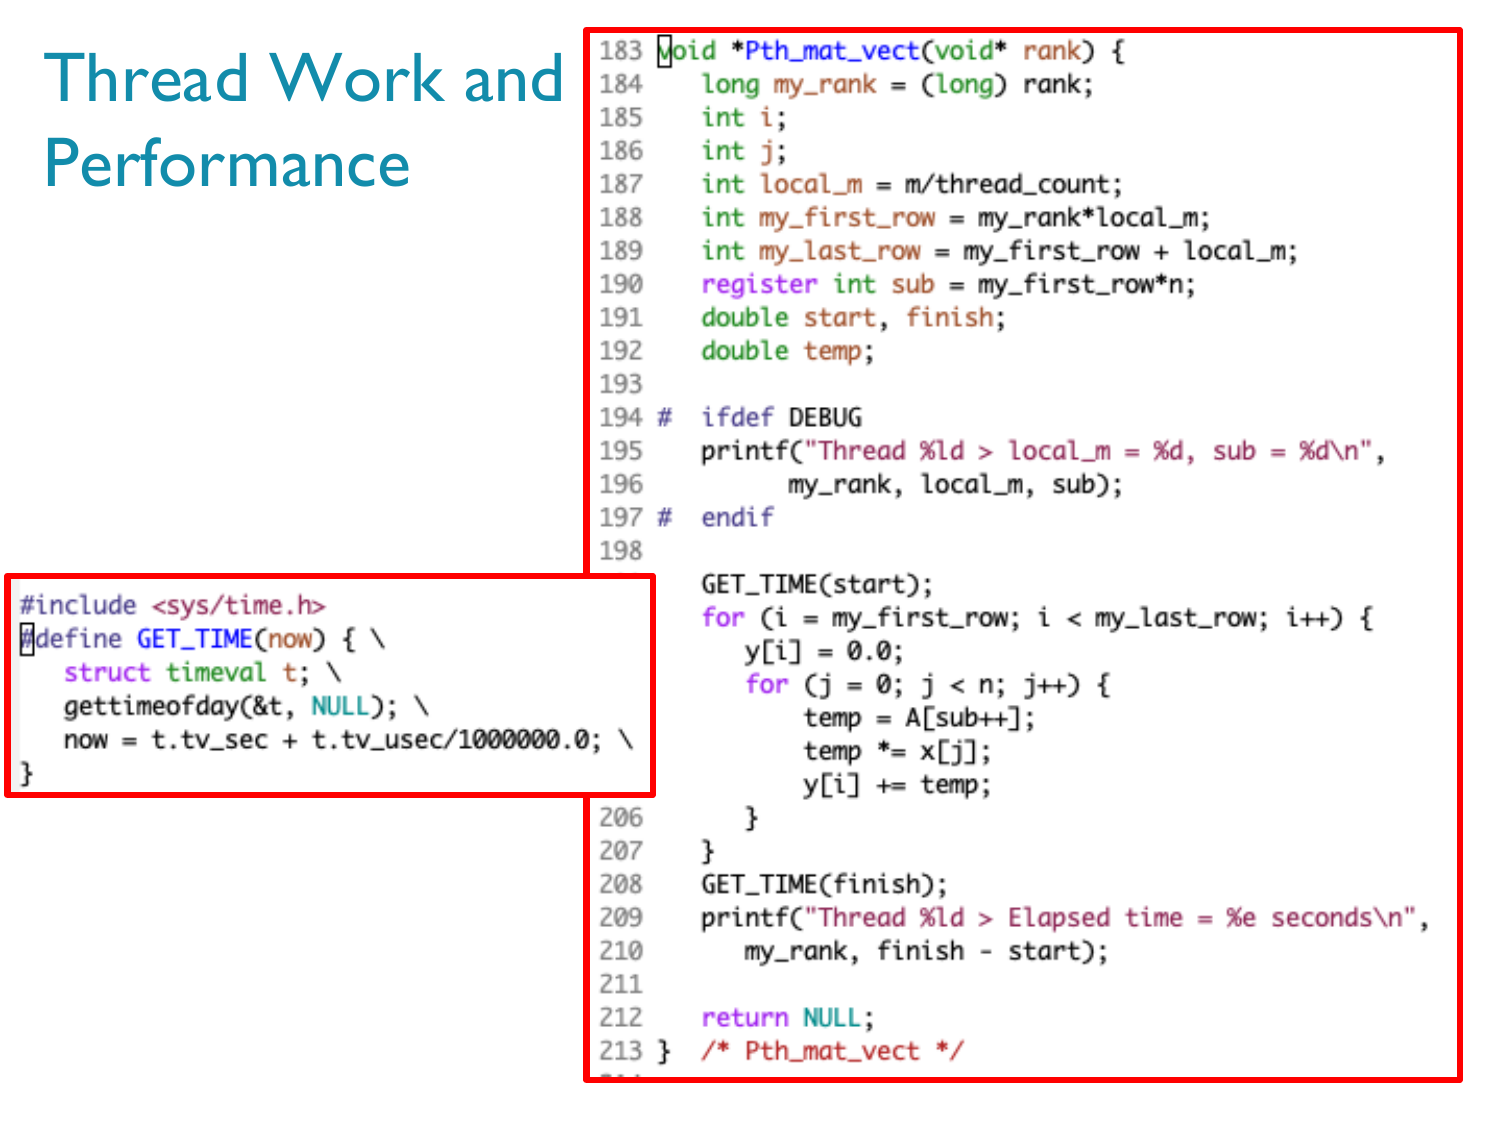 Thread Work and
Performance
183 void *Pth_mat_vect(void* rank) {
184    long my_rank = (long) rank;
185    int i;
186    int j;
187    int local_m = m/thread_count;
188    int my_first_row = my_rank*local_m;
189    int my_last_row = my_first_row + local_m;
190    register int sub = my_first_row*n;
191    double start, finish;
192    double temp;
193
194 #  ifdef DEBUG
195    printf("Thread %ld > local_m = %d, sub = %d\n",
196          my_rank, local_m, sub);
197 #  endif
198
   GET_TIME(start);
   for (i = my_first_row; i < my_last_row; i++) {
      y[i] = 0.0;
      for (j = 0; j < n; j++) {
          temp = A[sub++];
          temp *= x[j];
          y[i] += temp;
206       }
207    }
208    GET_TIME(finish);
209    printf("Thread %ld > Elapsed time = %e seconds\n",
210       my_rank, finish - start);
211
212    return NULL;
213 }  /* Pth_mat_vect */
#include <sys/time.h>
#define GET_TIME(now) { \
   struct timeval t; \
   gettimeofday(&t, NULL); \
   now = t.tv_sec + t.tv_usec/1000000.0; \
}